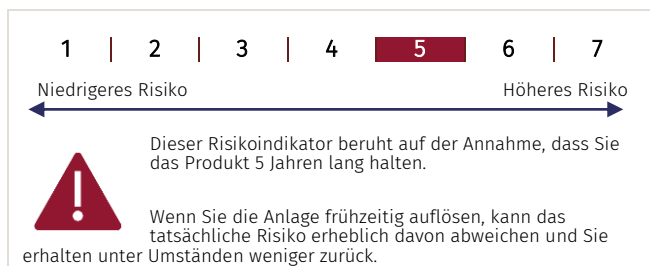 1 | 2 | 3 | 4 5 6 | 7
Niedrigeres Risiko Höheres Risiko
Dieser Risikoindikator beruht auf der Annahme, dass Sie
das Produkt 5 Jahren lang halten.
Wenn Sie die Anlage frühzeitig auflösen, kann das
tatsächliche Risiko erheblich davon abweichen und Sie
erhalten unter Umständen weniger zurück.